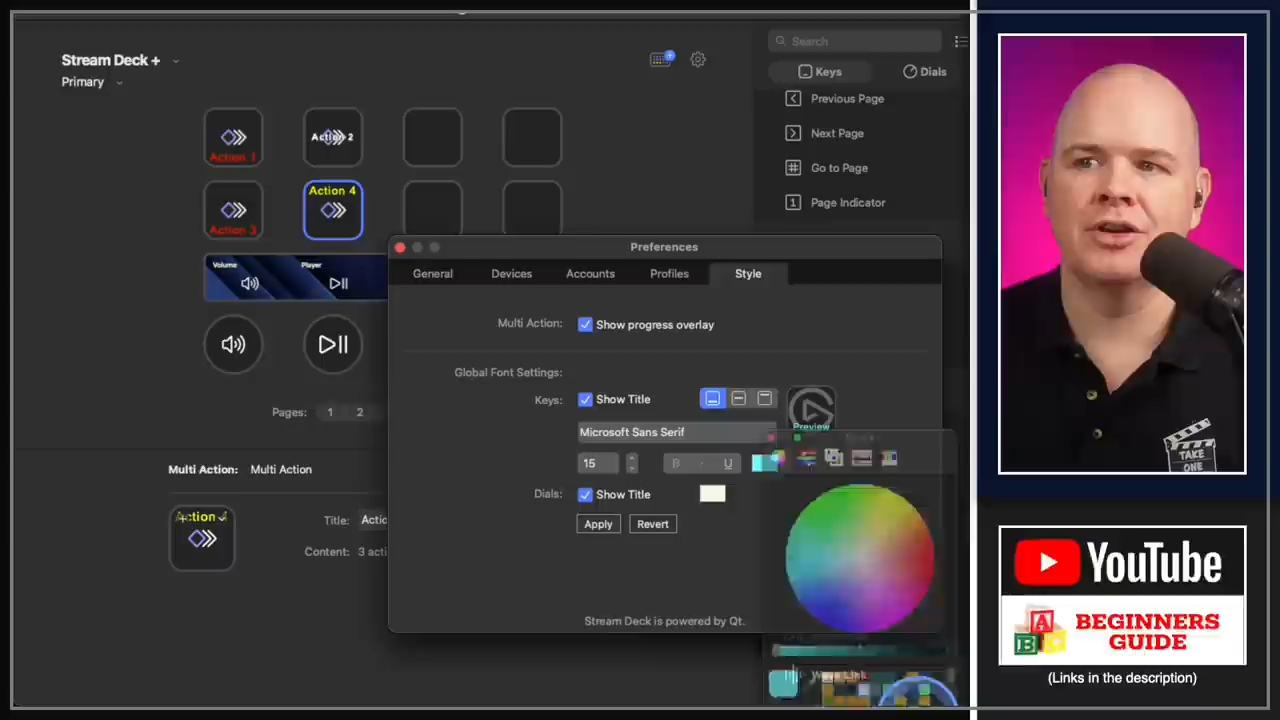 Stream Deck +
Primary
Search
Keys
Dials
Previous Page
Next Page
Go to Page
1
Page Indicator
Action 1
Action 2
Action 3
Action 4
Volume
Player
Pages:
1
2
Preferences
General
Devices
Accounts
Profiles
Style
Multi Action:
Show progress overlay
Global Font Settings:
Keys:
Show Title
Preview
Microsoft Sans Serif
15
B
U
Dials:
Show Title
Apply
Revert
Stream Deck is powered by Qt.
Multi Action:
Multi Action
Title:
Actio
Content:
3 acti
TAKE
ONE
YouTube
A
B
C
BEGINNERS
GUIDE
(Links in the description)